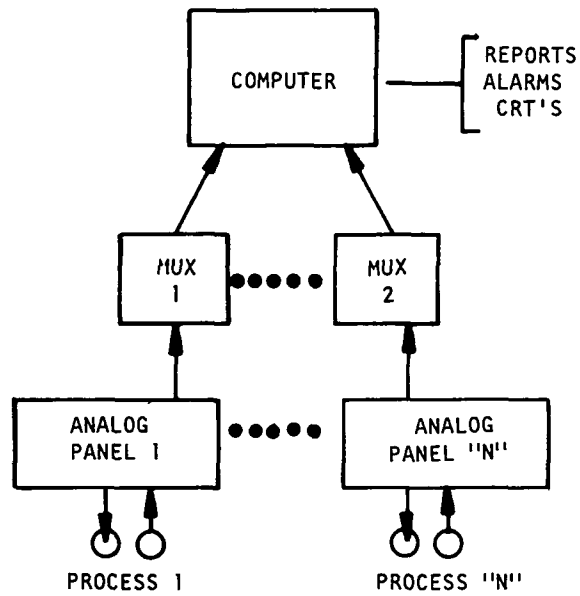 COMPUTER
REPORTS
ALARMS
CRT'S
MUX
1
MUX
2
ANALOG
PANEL 1
ANALOG
PANEL "N"
PROCESS 1
PROCESS "N"